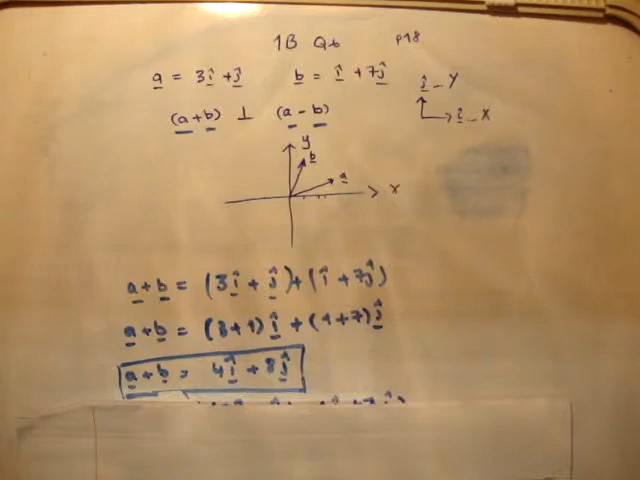 1B Q6 p18
a = 3î + ĵ b = î + 7ĵ
ĵ - Y
(a + b) ⊥ (a - b)
î - X
y
b
a
x
a + b = (3î + ĵ) + (î + 7ĵ)
a + b = (3+1)î + (1+7)ĵ
a + b = 4î + 8ĵ